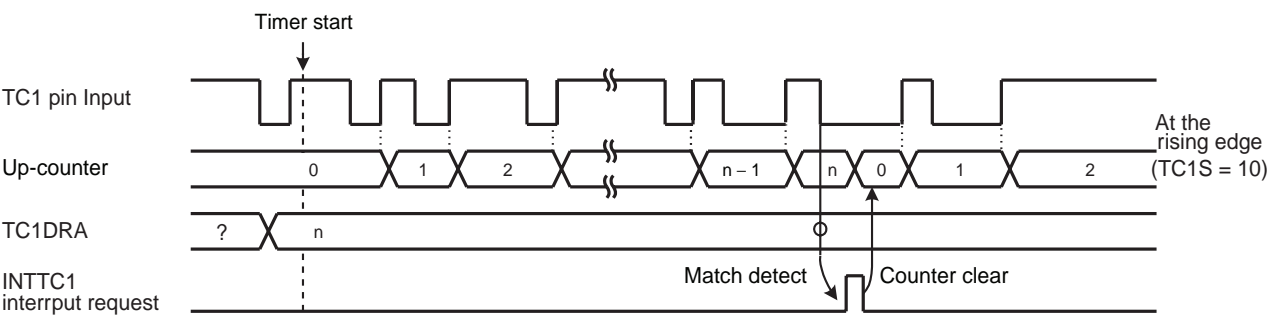 Timer start
TC1 pin Input
At the
rising edge
(TC1S = 10)
Up-counter
0
1
2
n – 1
n
0
1
2
TC1DRA
?
n
Match detect
Counter clear
INTTC1
interrput request